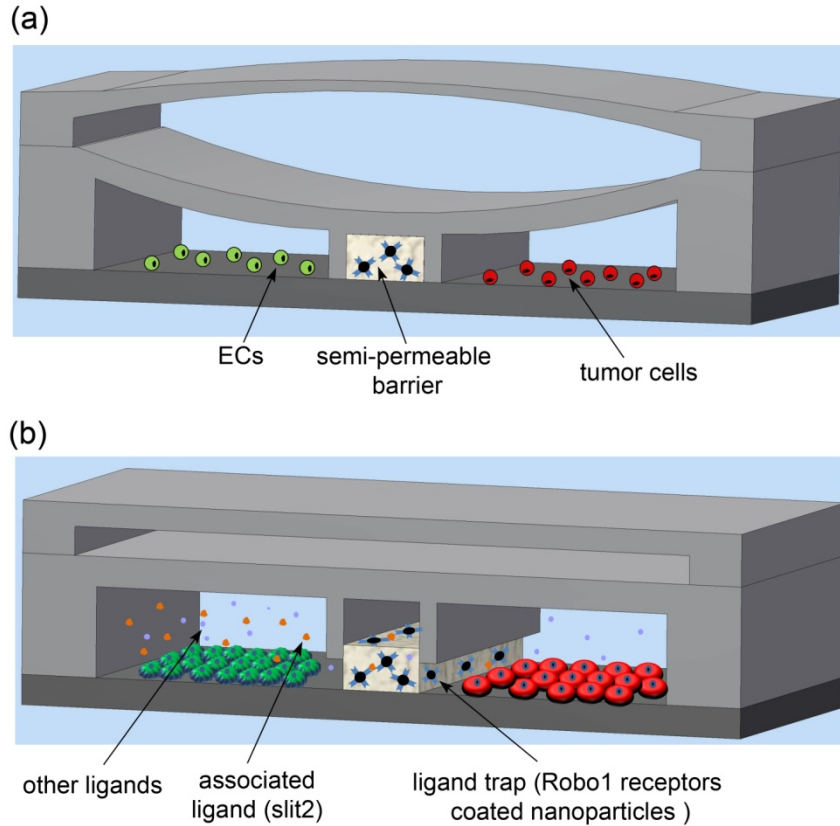 (a)
ECs
semi-permeable
barrier
tumor cells
(b)
other ligands
associated
ligand (slit2)
ligand trap (Robo1 receptors
coated nanoparticles )